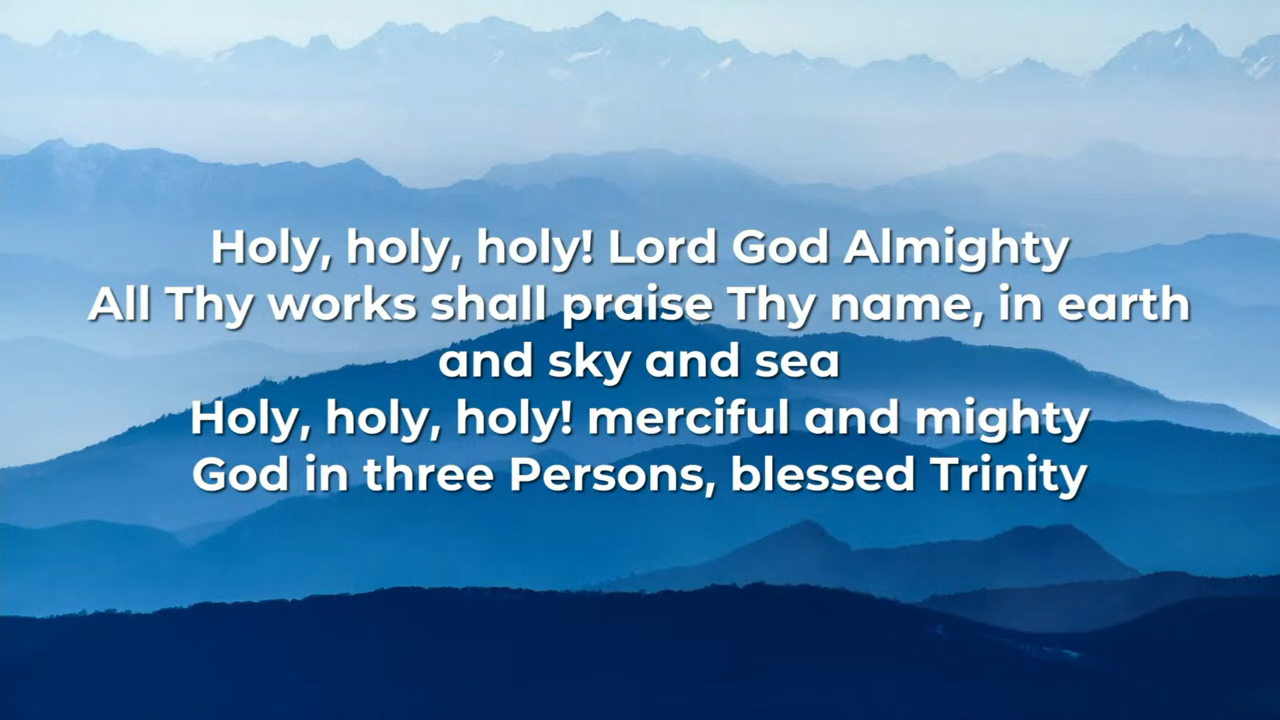 Holy, holy, holy! Lord God Almighty
All Thy works shall praise Thy name, in earth
and sky and sea
Holy, holy, holy! merciful and mighty
God in three Persons, blessed Trinity